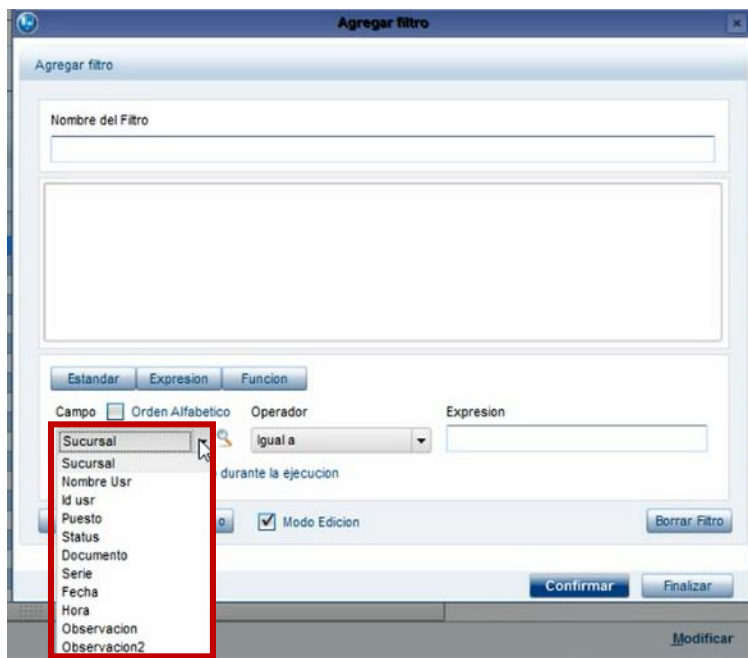 Agregar filtro
Agregar filtro
Nombre del Filtro
Estandar Expresion Funcion
Campo Orden Alfabetico Operador Expresion
Sucursal Igual a
Sucursal
durante la ejecucion
Nombre Usr
Id usr
Puesto
Modo Edicion Borrar Filtro
Status
Documento
Serie
Fecha
Confirmar Finalizar
Hora
Observacion
Observacion2
Modificar